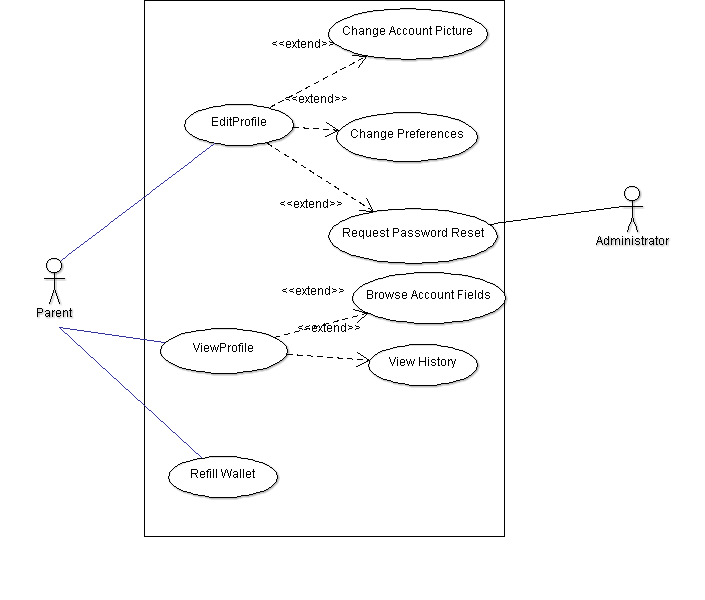 Change Account Picture
<<extend>>
<<extend>>
EditProfile
Change Preferences
<<extend>>
Request Password Reset
Administrator
<<extend>>
Browse Account Fields
Parent
<<extend>>
ViewProfile
View History
Refill Wallet